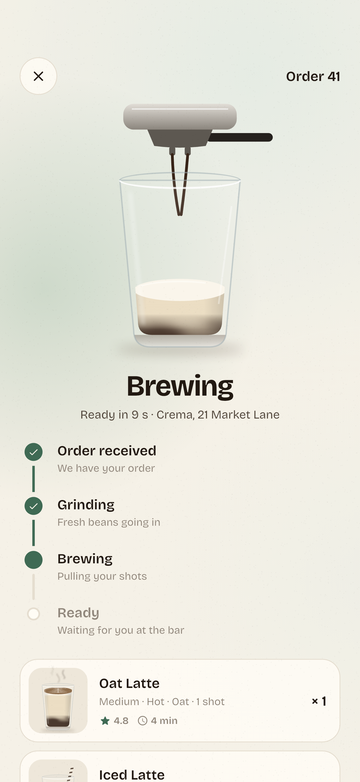 Order 41
Brewing
Ready in 9 s · Crema, 21 Market Lane
Order received
We have your order
Grinding
Fresh beans going in
Brewing
Pulling your shots
Ready
Waiting for you at the bar
Oat Latte
Medium · Hot · Oat · 1 shot
× 1
4.8 4 min
Iced Latte